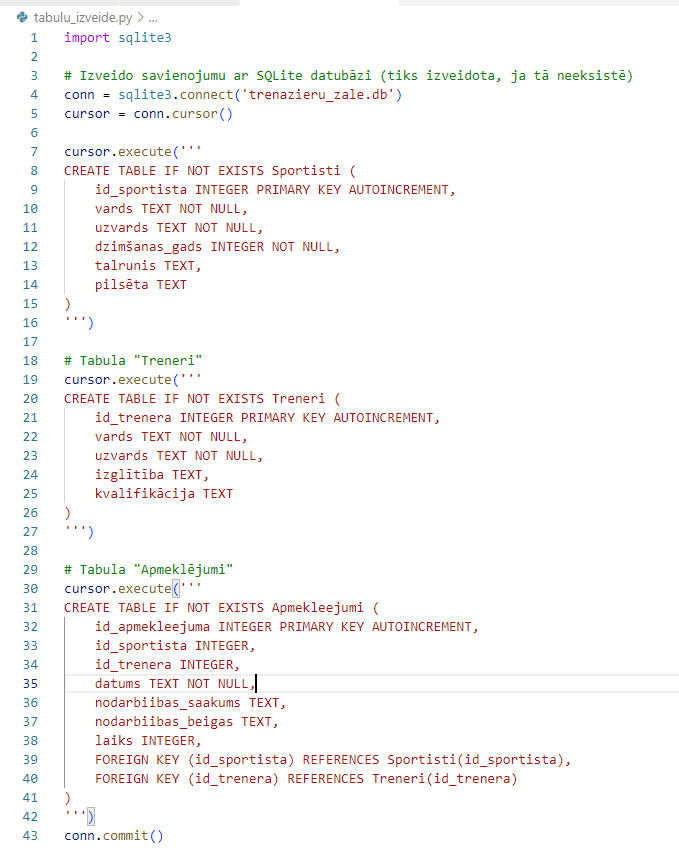 tabulu_izveide.py > ...
1 import sqlite3
2
3 # Izveido savienojumu ar SQLite datubāzi (tiks izveidota, ja tā neeksistē)
4 conn = sqlite3.connect('trenazieru_zale.db')
5 cursor = conn.cursor()
6
7 cursor.execute('''
8 CREATE TABLE IF NOT EXISTS Sportisti (
9     id_sportista INTEGER PRIMARY KEY AUTOINCREMENT,
10     vards TEXT NOT NULL,
11     uzvards TEXT NOT NULL,
12     dzimšanas_gads INTEGER NOT NULL,
13     talrunis TEXT,
14     pilsēta TEXT
15 )
16 ''')
17
18 # Tabula "Treneri"
19 cursor.execute('''
20 CREATE TABLE IF NOT EXISTS Treneri (
21     id_trenera INTEGER PRIMARY KEY AUTOINCREMENT,
22     vards TEXT NOT NULL,
23     uzvards TEXT NOT NULL,
24     izglītība TEXT,
25     kvalifikācija TEXT
26 )
27 ''')
28
29 # Tabula "Apmeklējumi"
30 cursor.execute('''
31 CREATE TABLE IF NOT EXISTS Apmekleejumi (
32     id_apmekleejuma INTEGER PRIMARY KEY AUTOINCREMENT,
33     id_sportista INTEGER,
34     id_trenera INTEGER,
35     datums TEXT NOT NULL,
36     nodarbiibas_saakums TEXT,
37     nodarbiibas_beigas TEXT,
38     laiks INTEGER,
39     FOREIGN KEY (id_sportista) REFERENCES Sportisti(id_sportista),
40     FOREIGN KEY (id_trenera) REFERENCES Treneri(id_trenera)
41 )
42 ''')
43 conn.commit()